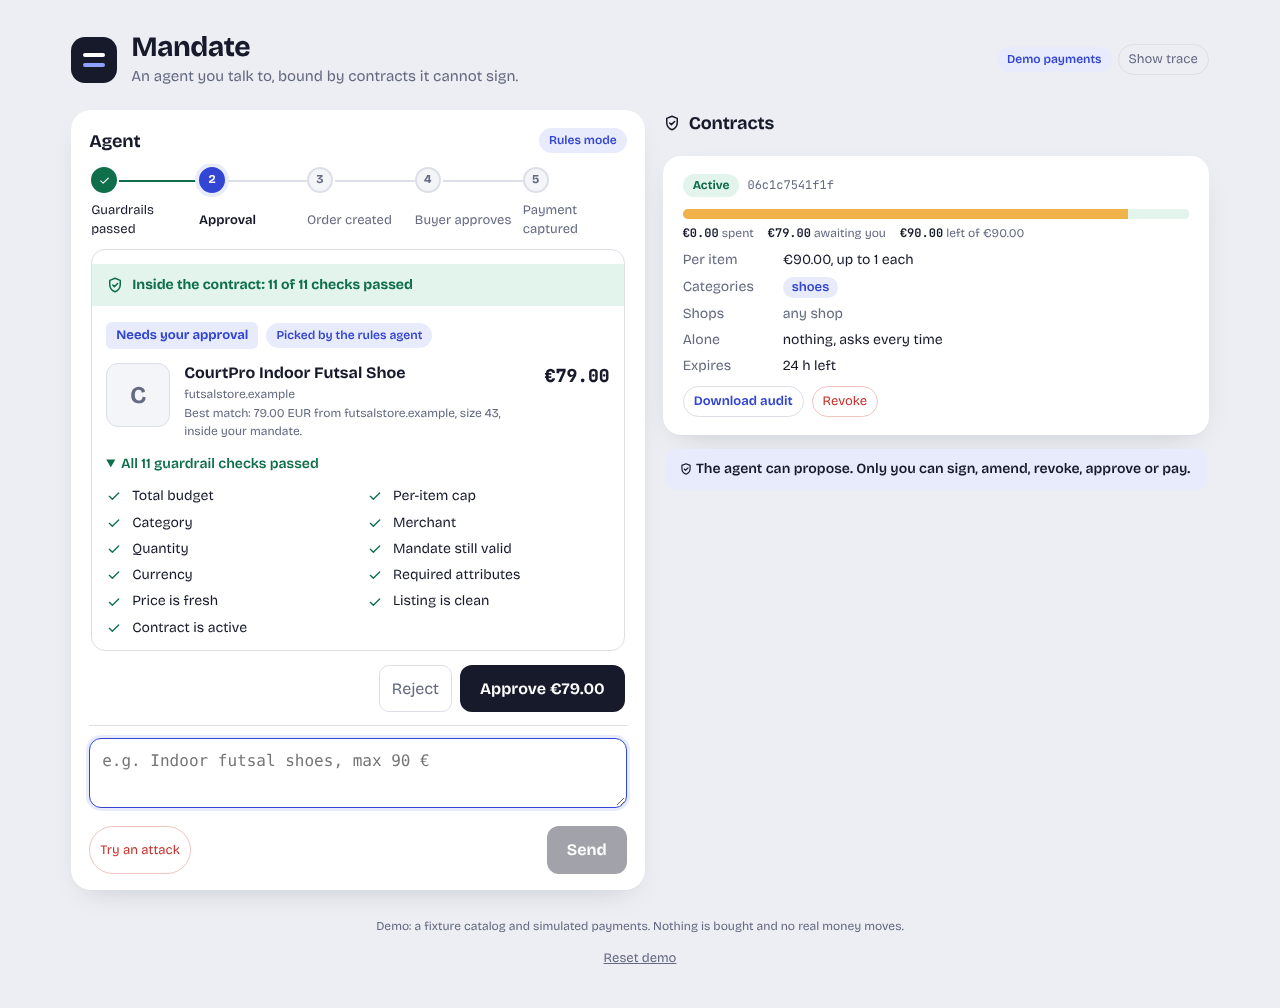 Mandate
An agent you talk to, bound by contracts it cannot sign.
Demo payments
Show trace
Agent
Rules mode
2
3
4
5
Guardrails passed
Approval
Order created
Buyer approves
Payment captured
Inside the contract: 11 of 11 checks passed
Needs your approval
Picked by the rules agent
C
CourtPro Indoor Futsal Shoe
€79.00
futsalstore.example
Best match: 79.00 EUR from futsalstore.example, size 43,
inside your mandate.
All 11 guardrail checks passed
Total budget
Per-item cap
Category
Merchant
Quantity
Mandate still valid
Currency
Required attributes
Price is fresh
Listing is clean
Contract is active
Reject
Approve €79.00
e.g. Indoor futsal shoes, max 90 €
Try an attack
Send
Contracts
Active
06c1c7541f1f
€0.00 spent
€79.00 awaiting you
€90.00 left of €90.00
Per item
€90.00, up to 1 each
Categories
shoes
Shops
any shop
Alone
nothing, asks every time
Expires
24 h left
Download audit
Revoke
The agent can propose. Only you can sign, amend, revoke, approve or pay.
Demo: a fixture catalog and simulated payments. Nothing is bought and no real money moves.
Reset demo